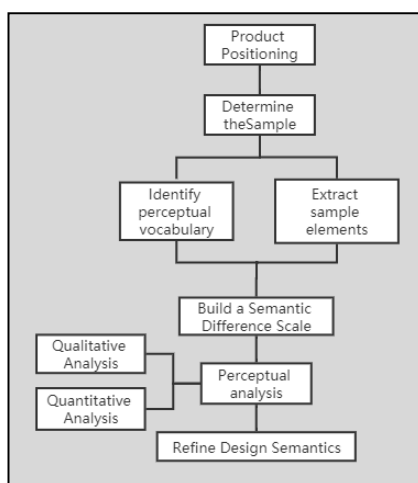 Product
Positioning
Determine
theSample
Identify
perceptual
vocabulary
Extract
sample
elements
Build a Semantic
Difference Scale
Qualitative
Analysis
Quantitative
Analysis
Perceptual
analysis
Refine Design Semantics